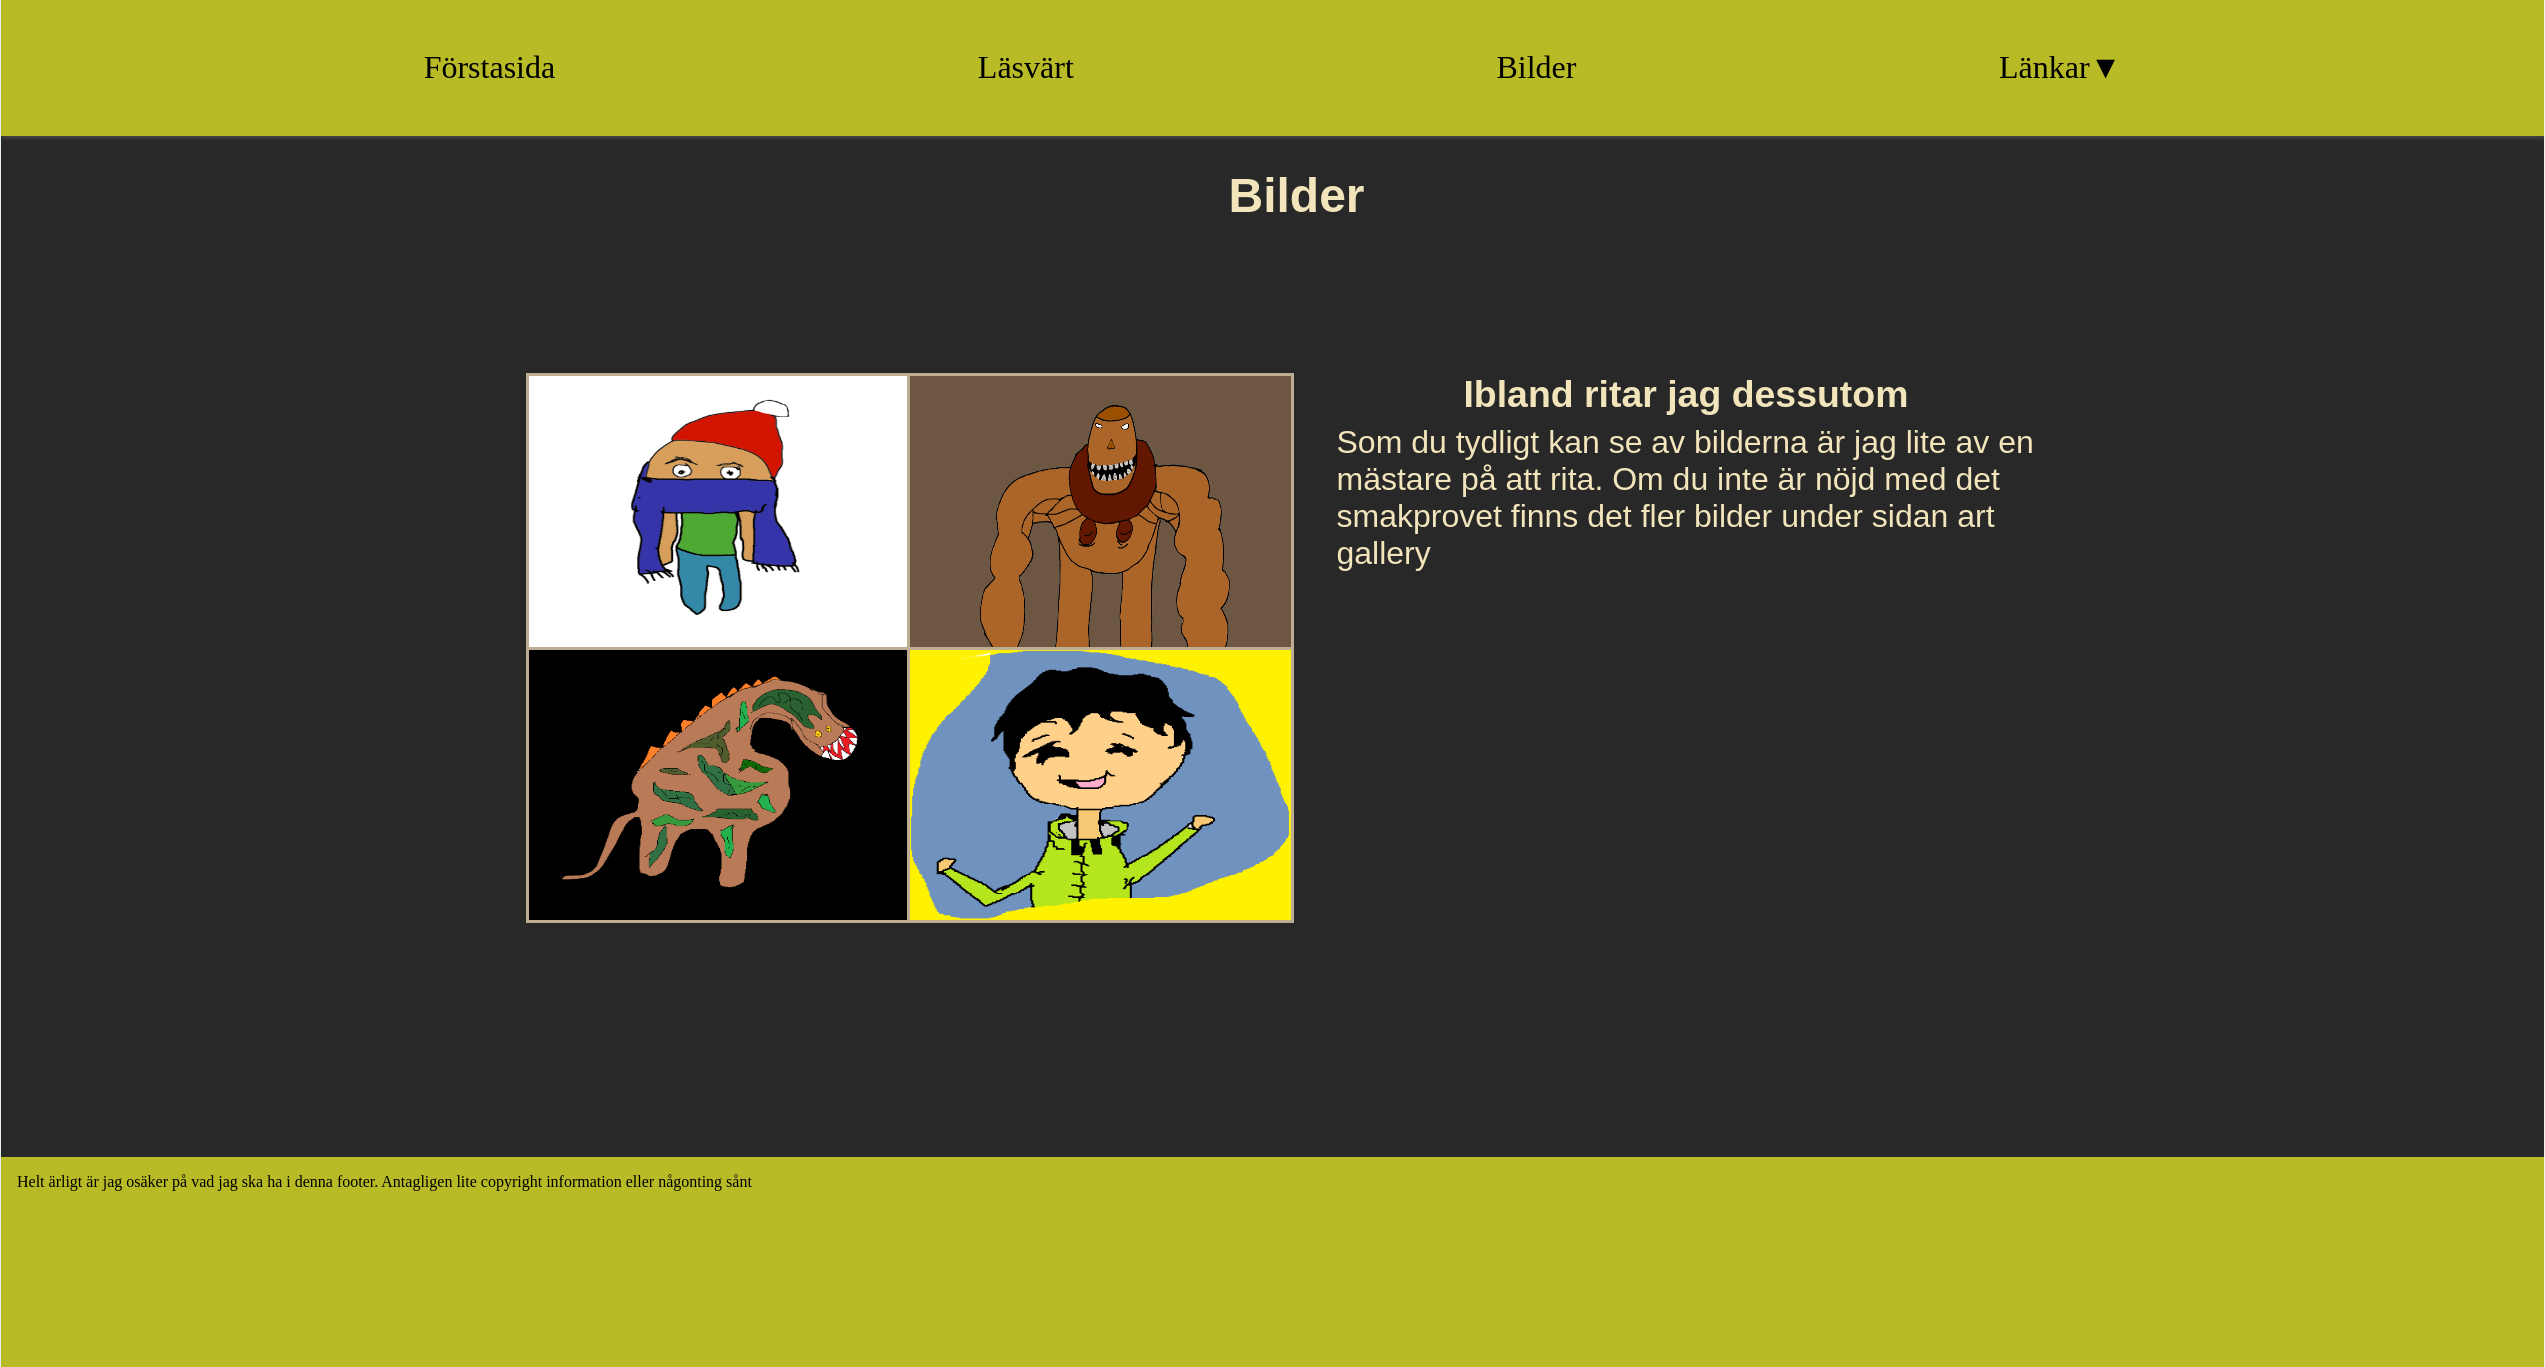 Förstasida Läsvärt Bilder Länkar▼
Bilder
Ibland ritar jag dessutom
Som du tydligt kan se av bilderna är jag lite av en
mästare på att rita. Om du inte är nöjd med det
smakprovet finns det fler bilder under sidan art
gallery
Helt ärligt är jag osäker på vad jag ska ha i denna footer. Antagligen lite copyright information eller någonting sånt